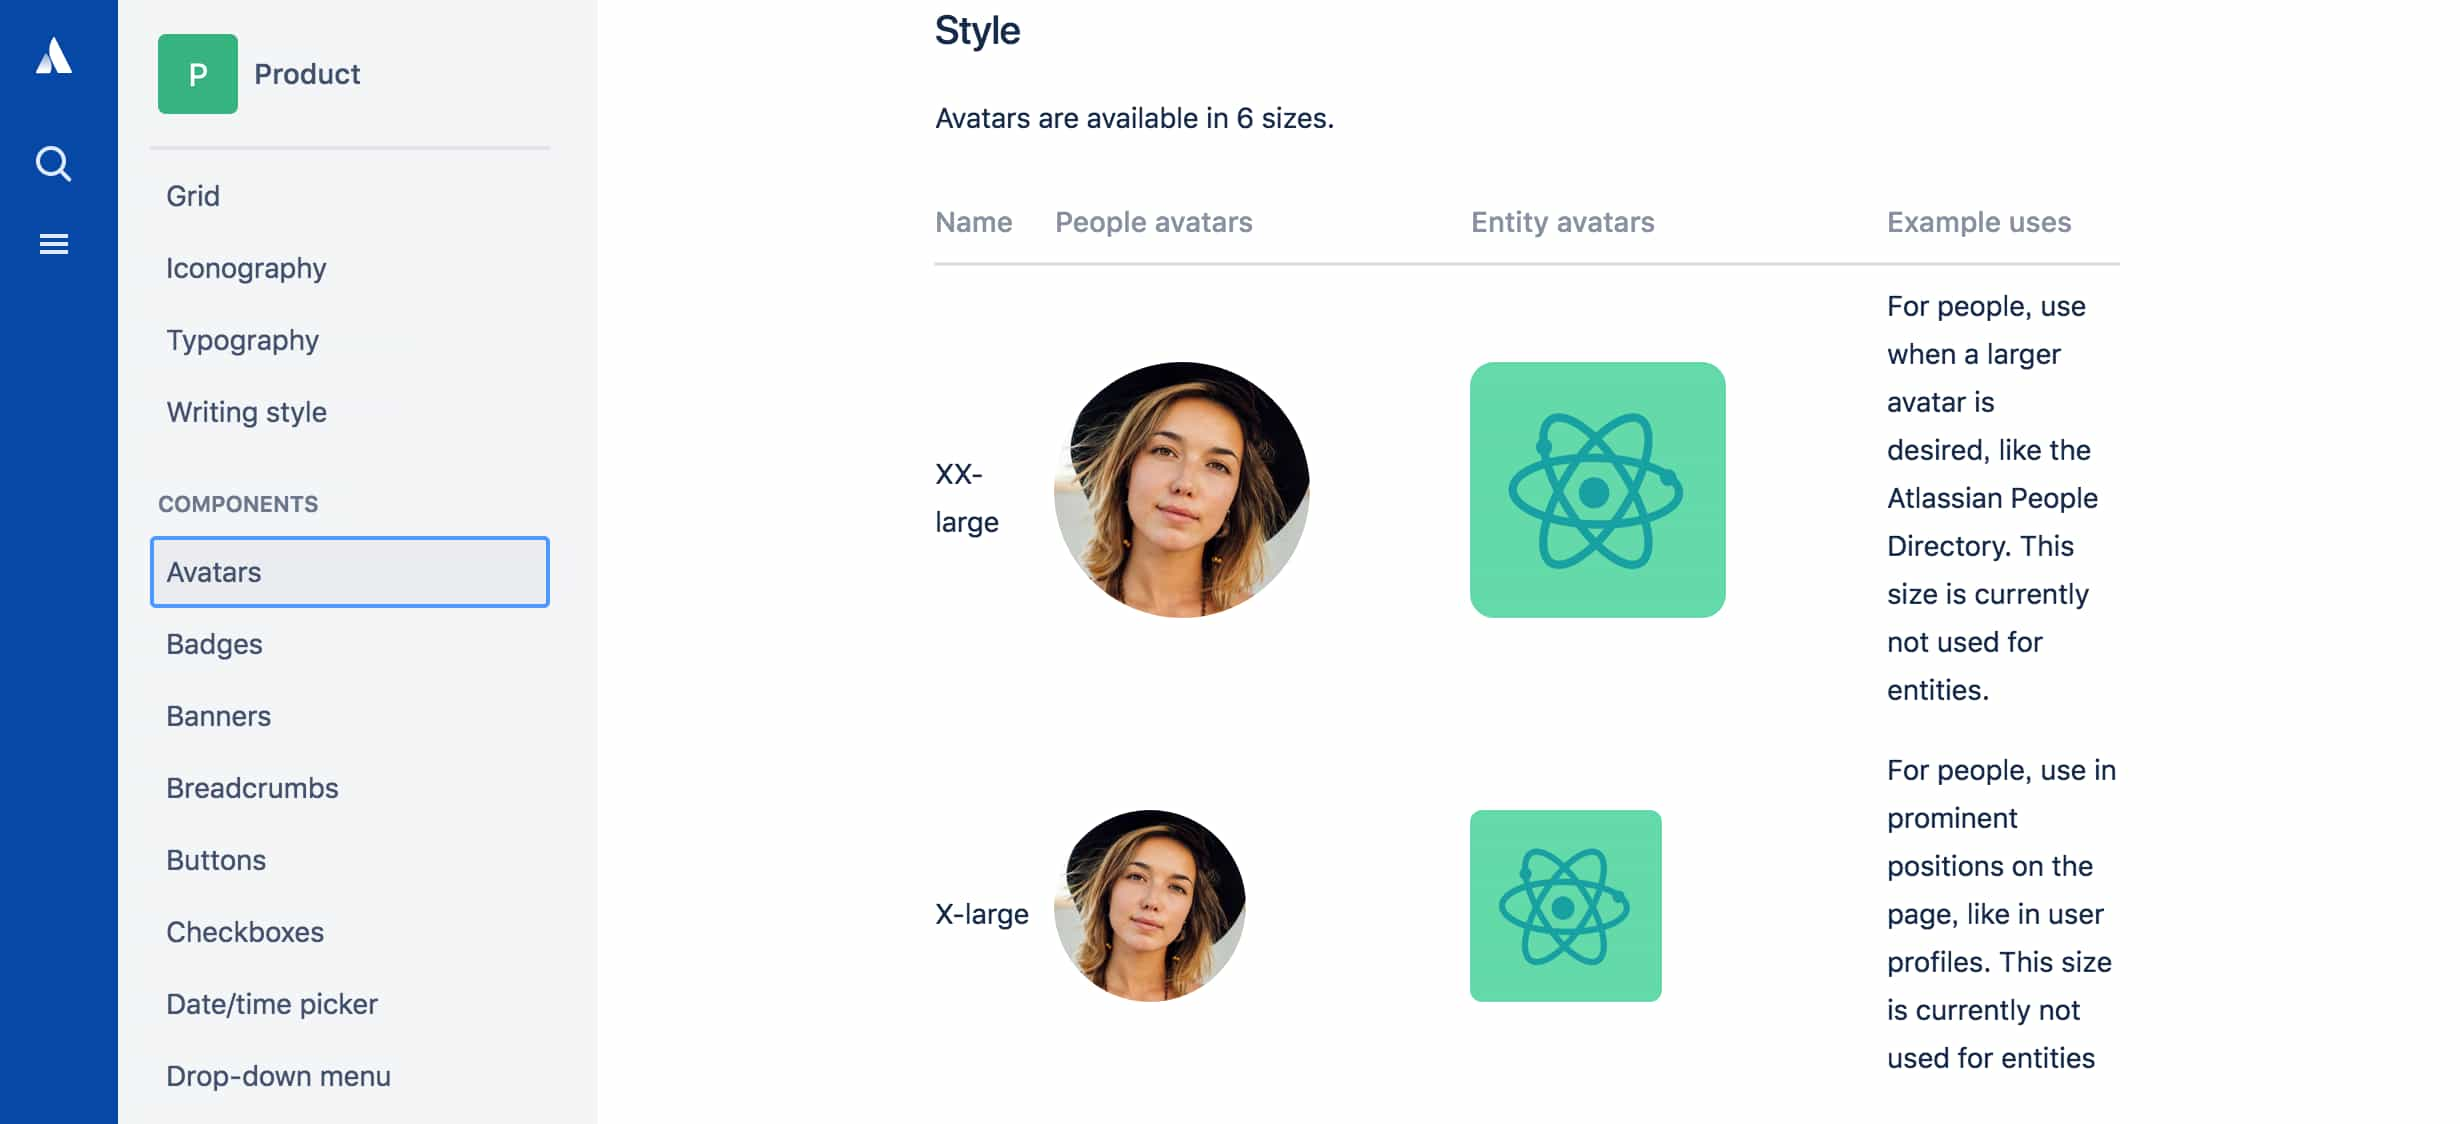 P
Product
Grid
Iconography
Typography
Writing style
COMPONENTS
Avatars
Badges
Banners
Breadcrumbs
Buttons
Checkboxes
Date/time picker
Drop-down menu
Style
Avatars are available in 6 sizes.
Name People avatars Entity avatars Example uses
XX-
large
For people, use
when a larger
avatar is
desired, like the
Atlassian People
Directory. This
size is currently
not used for
entities.
X-large
For people, use in
prominent
positions on the
page, like in user
profiles. This size
is currently not
used for entities